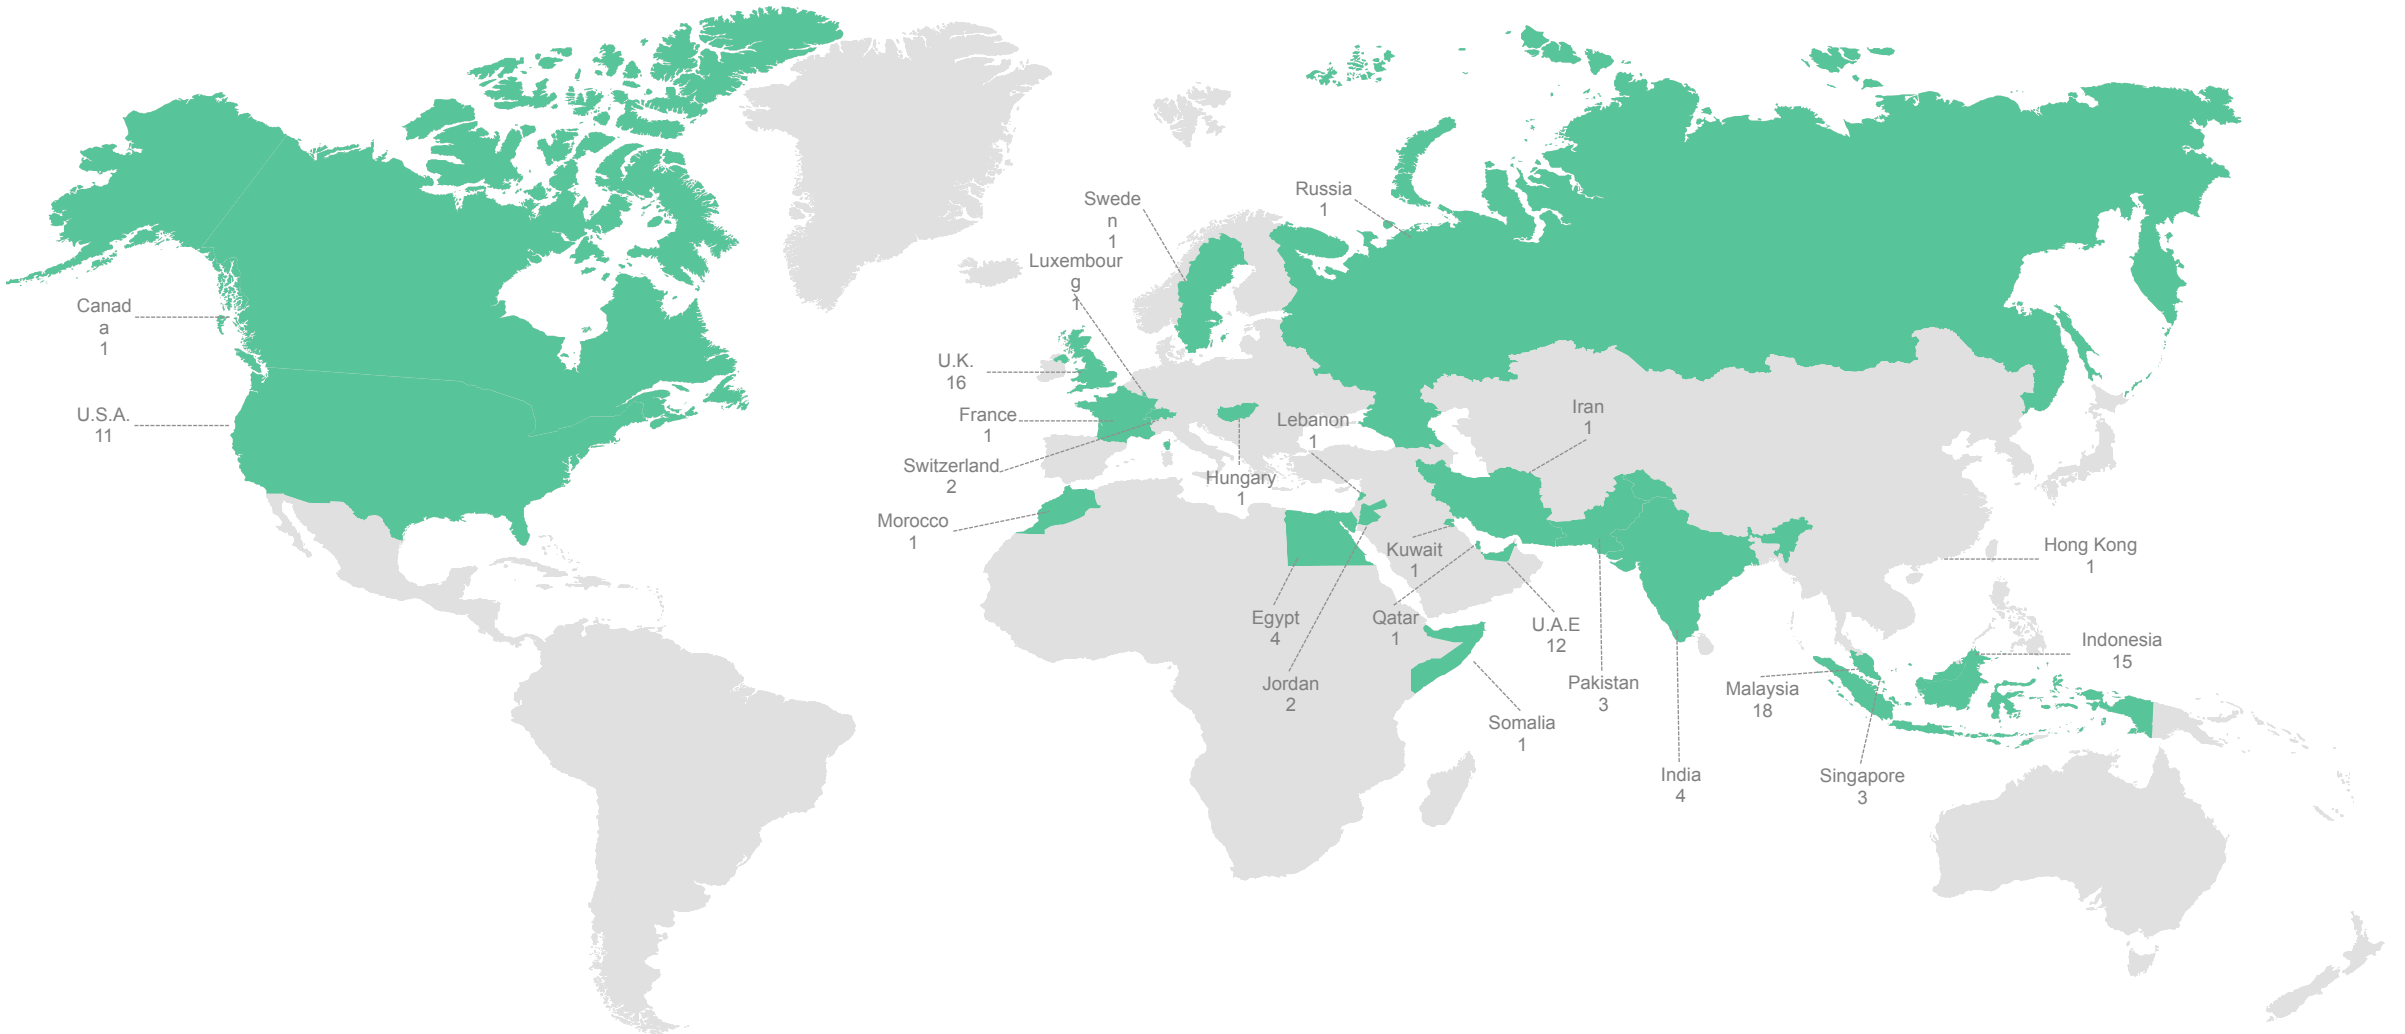 Canad
a
1
U.S.A.
11
Swede
n
1
Luxembour
g
1
Russia
1
U.K.
16
France
1
Switzerland
2
Morocco
1
Hungary
1
Lebanon
1
Iran
1
Kuwait
1
Egypt
4
Qatar
1
U.A.E
12
Jordan
2
Somalia
1
Pakistan
3
India
4
Hong Kong
1
Indonesia
15
Malaysia
18
Singapore
3